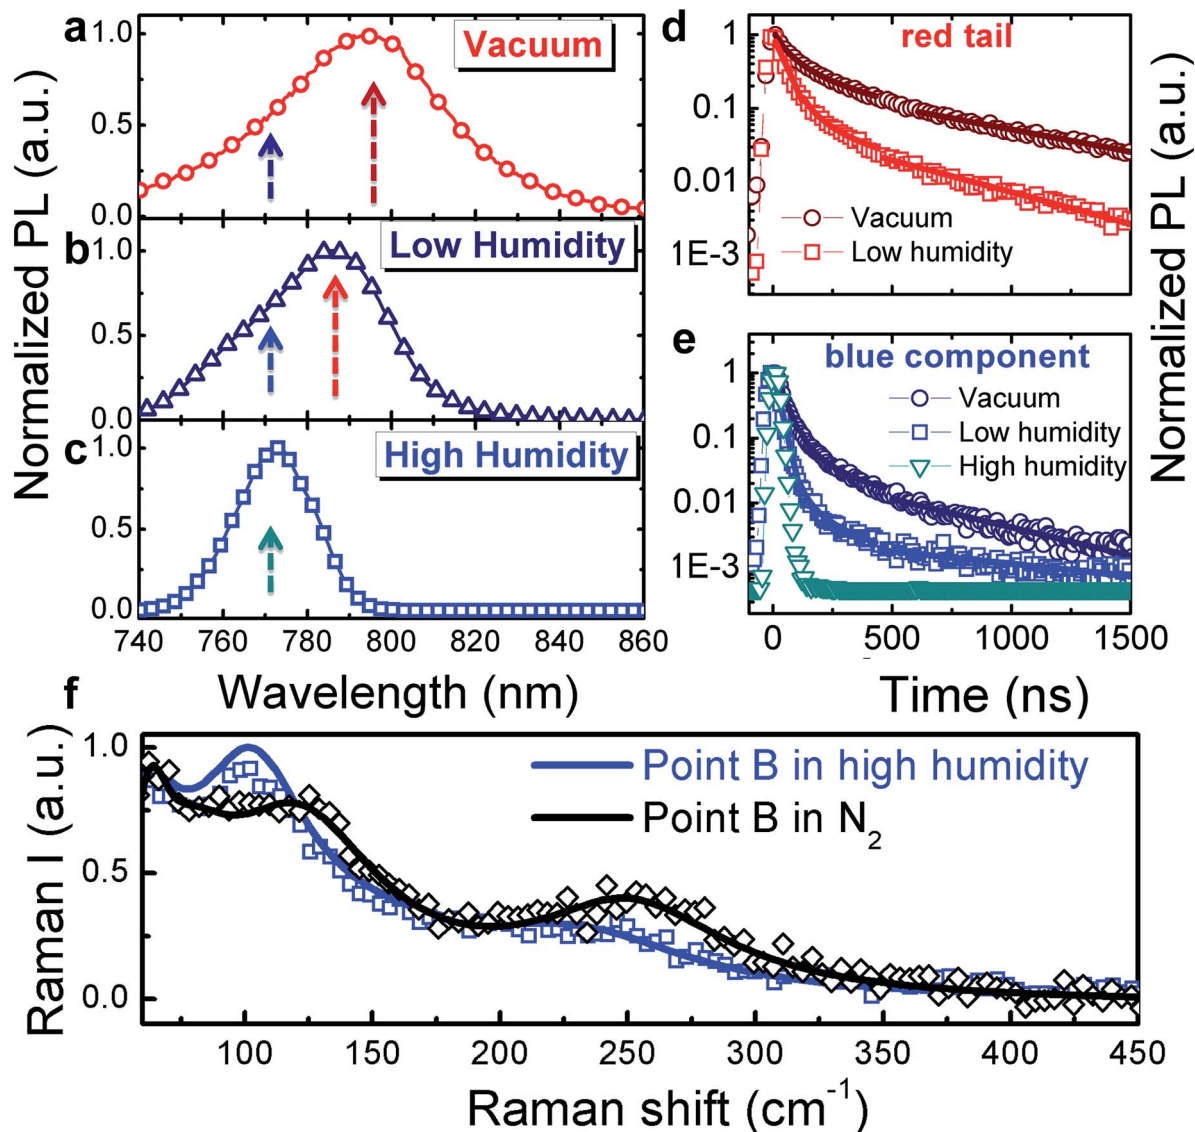 a
Vacuum
1.0
0.5
0.0
b
Low Humidity
1.0
0.5
0.0
c
High Humidity
1.0
0.5
0.0
740 760 780 800 820 840 860
Normalized PL (a.u.)
Wavelength (nm)
d
red tail
1
0.1
0.01
1E-3
Vacuum
Low humidity
Normalized PL (a.u.)
e
blue component
1
0.1
0.01
1E-3
Vacuum
Low humidity
High humidity
0 500 1000 1500
Time (ns)
f
Raman I (a.u.)
1.0
0.5
0.0
Point B in high humidity
Point B in N₂
100 150 200 250 300 350 400 450
Raman shift (cm⁻¹)